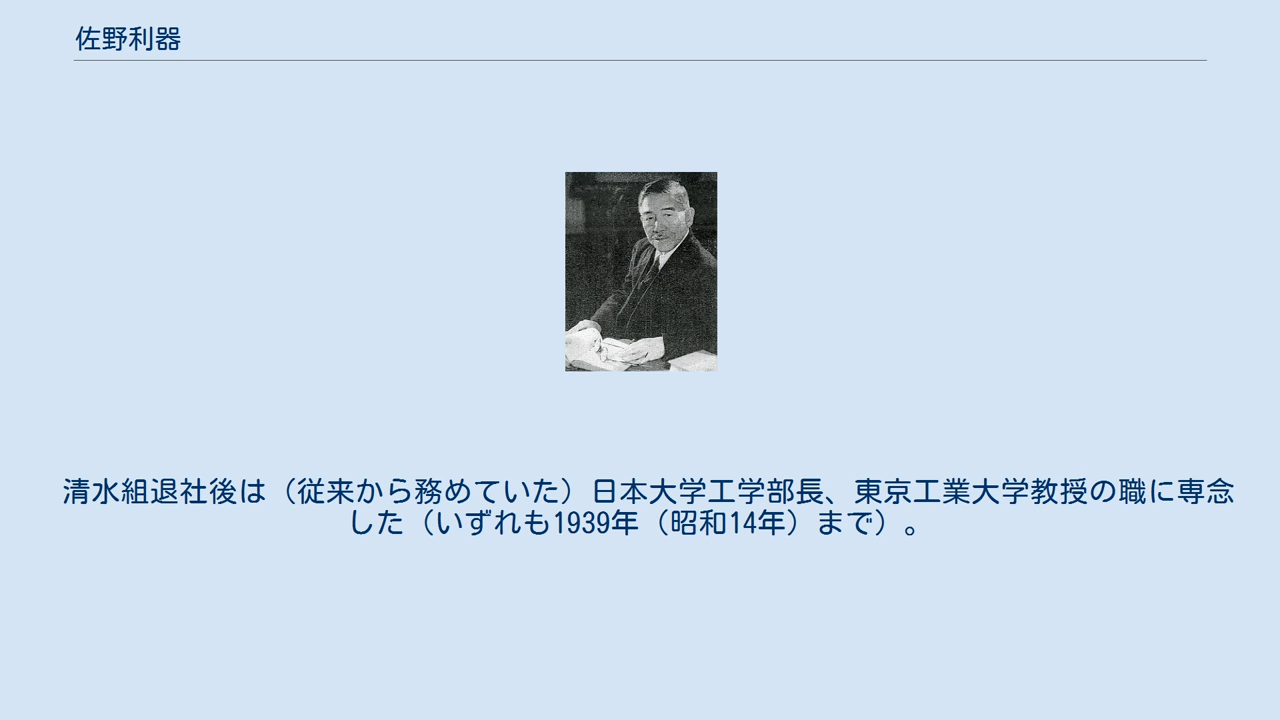 佐野利器
清水組退社後は（従来から務めていた）日本大学工学部長、東京工業大学教授の職に専念
した（いずれも1939年（昭和14年）まで）。